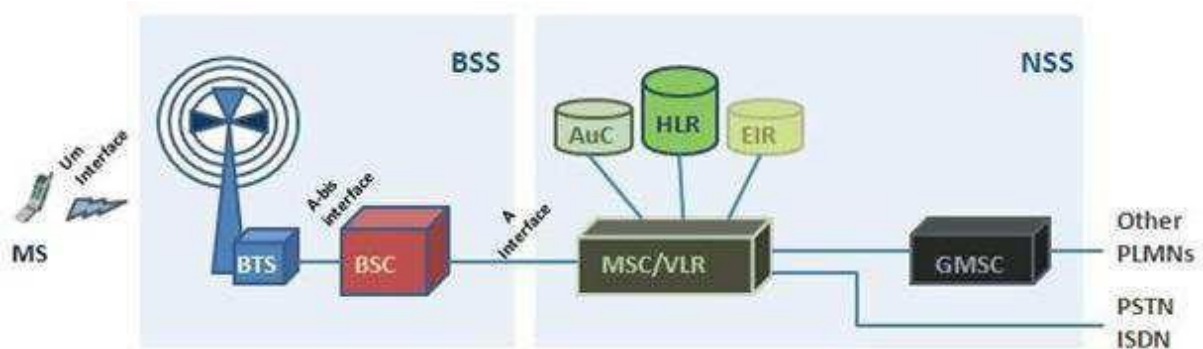 BSS
NSS
AuC
HLR
EIR
Um
Interface
A-bis
interface
A
Interface
MS
BTS
BSC
MSC/VLR
GMSC
Other
PLMNs
PSTN
ISDN